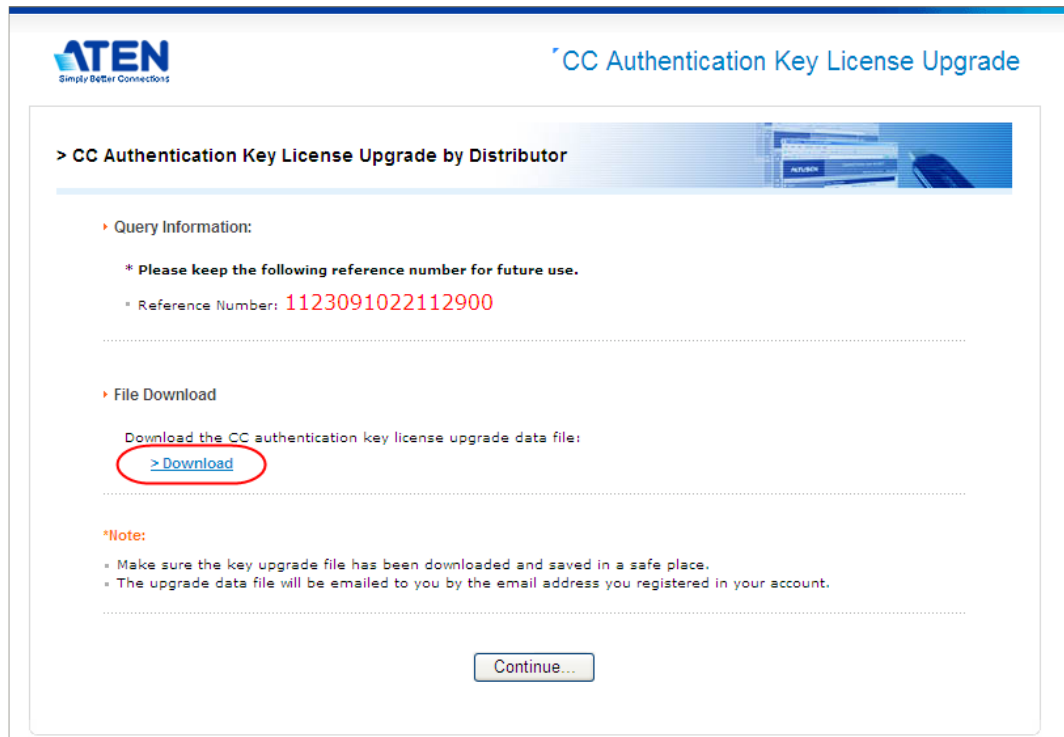 ATEN
Simply Better Connections
CC Authentication Key License Upgrade
> CC Authentication Key License Upgrade by Distributor
ALTUSEN
Query Information:
* Please keep the following reference number for future use.
Reference Number: 1123091022112900
File Download
Download the CC authentication key license upgrade data file:
> Download
*Note:
Make sure the key upgrade file has been downloaded and saved in a safe place.
The upgrade data file will be emailed to you by the email address you registered in your account.
Continue...